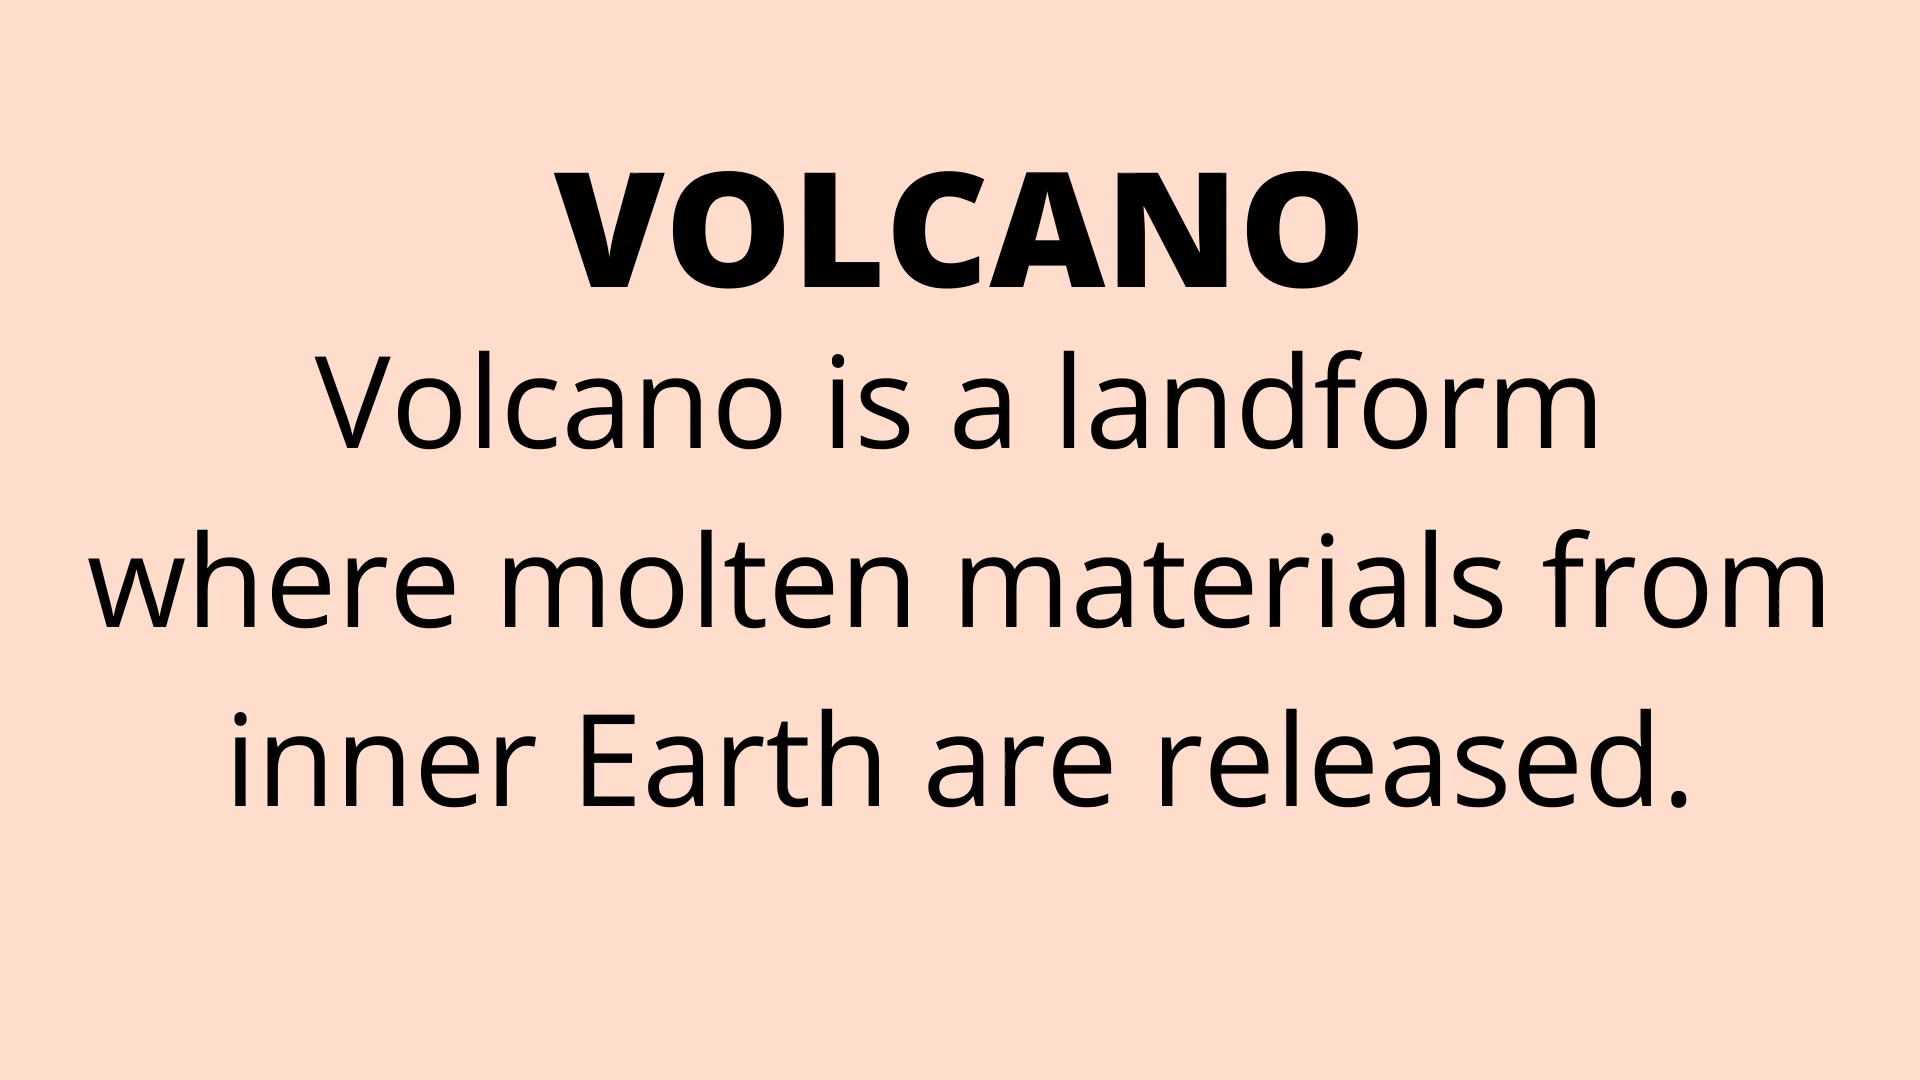 VOLCANO
Volcano is a landform
where molten materials from
inner Earth are released.